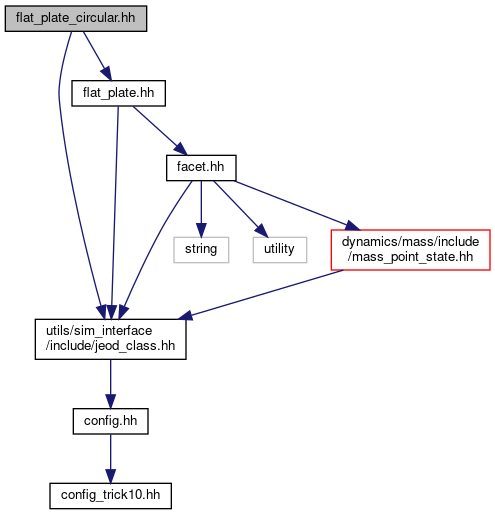 flat_plate_circular.hh
flat_plate.hh
facet.hh
string
utility
dynamics/mass/include
/mass_point_state.hh
utils/sim_interface
/include/jeod_class.hh
config.hh
config_trick10.hh